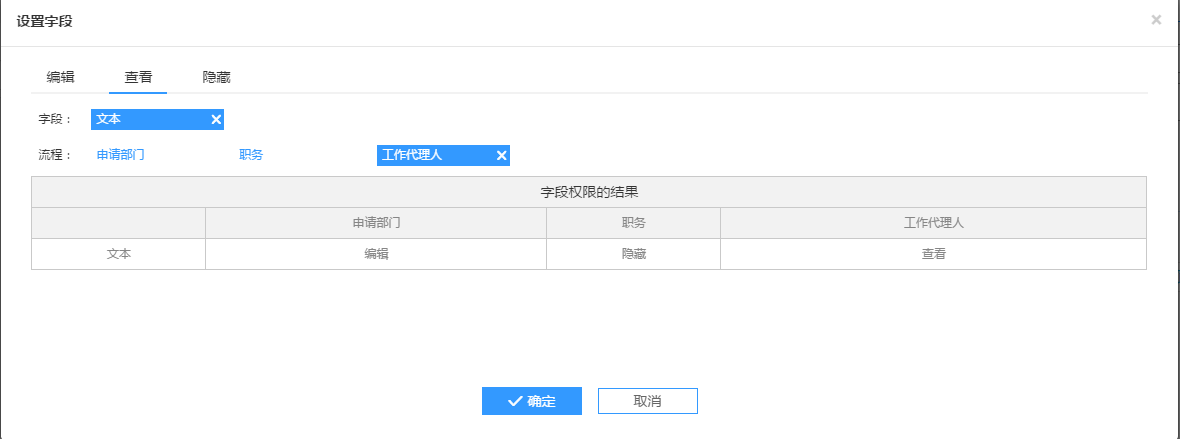 设置字段
编辑 查看 隐藏
字段： 文本
流程： 申请部门 职务 工作代理人
字段权限的结果
申请部门 职务 工作代理人
文本 编辑 隐藏 查看
确定 取消